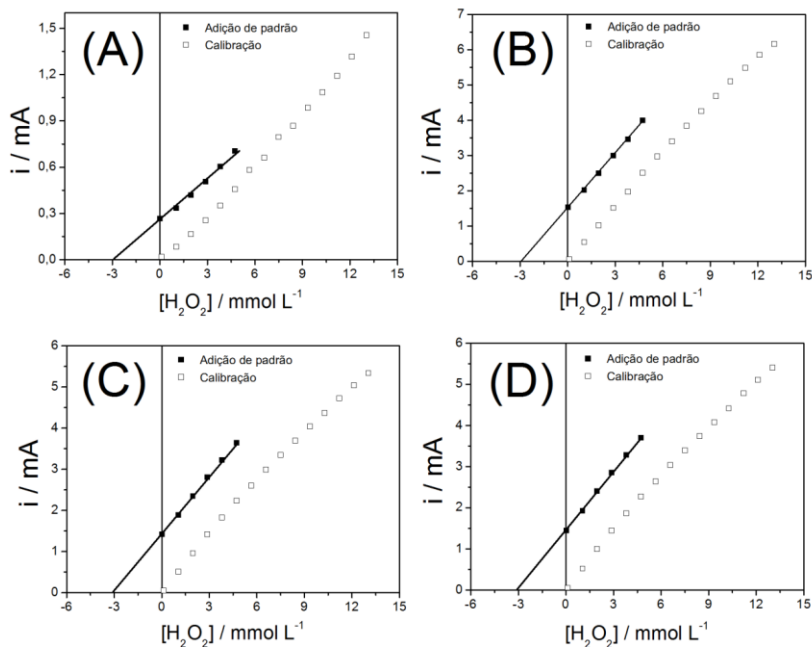 (A)
Adição de padrão
Calibração
1,5
1,2
0,9
0,6
0,3
0,0
i / mA
-6 -3 0 3 6 9 12 15
[H₂O₂] / mmol L⁻¹
(B)
Adição de padrão
Calibração
7
6
5
4
3
2
1
0
i / mA
-6 -3 0 3 6 9 12 15
[H₂O₂] / mmol L⁻¹
(C)
Adição de padrão
Calibração
6
5
4
3
2
1
0
i / mA
-6 -3 0 3 6 9 12 15
[H₂O₂] / mmol L⁻¹
(D)
Adição de padrão
Calibração
6
5
4
3
2
1
0
i / mA
-6 -3 0 3 6 9 12 15
[H₂O₂] / mmol L⁻¹